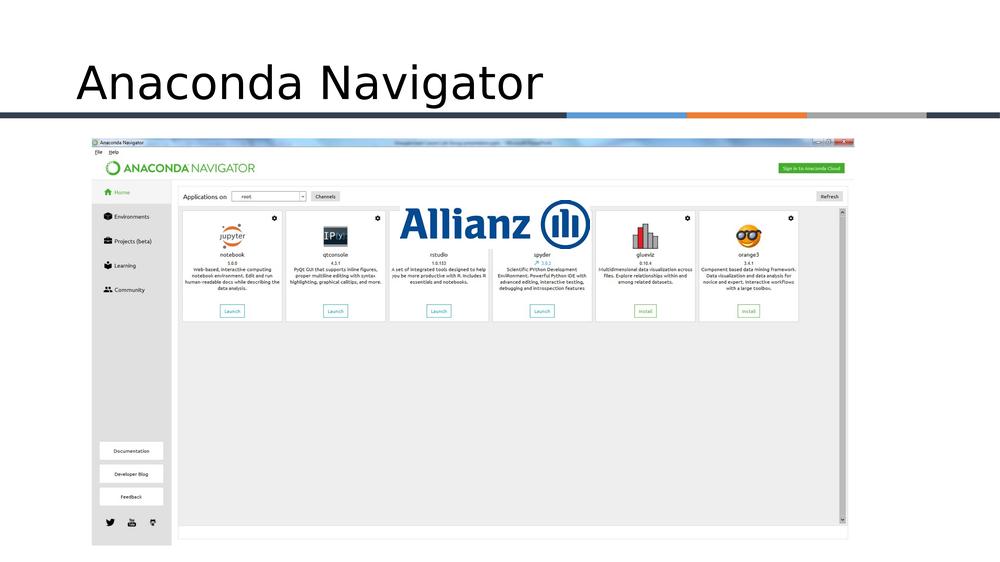 Anaconda Navigator
Anaconda Navigator
File Help
ANACONDA NAVIGATOR
Sign in to Anaconda Cloud
Home
Environments
Projects (beta)
Learning
Community
Documentation
Developer Blog
Feedback
Applications on root Channels Refresh
jupyter
notebook
5.0.0
Web-based, interactive computing
notebook environment. Edit and run
human-readable docs while describing the
data analysis.
Launch
IP[y]:
qtconsole
4.3.1
PyQt GUI that supports inline figures,
proper multiline editing with syntax
highlighting, graphical calltips, and more.
Launch
Allianz
rstudio
1.0.153
A set of integrated tools designed to help
you be more productive with R. Includes R
essentials and notebooks.
Launch
spyder
3.2.3
Scientific PYthon Development
EnviRonment. Powerful Python IDE with
advanced editing, interactive testing,
debugging and introspection features
Launch
glueviz
0.10.4
Multidimensional data visualization across
files. Explore relationships within and
among related datasets.
Install
orange3
3.4.1
Component based data mining framework.
Data visualization and data analysis for
novice and expert. Interactive workflows
with a large toolbox.
Install